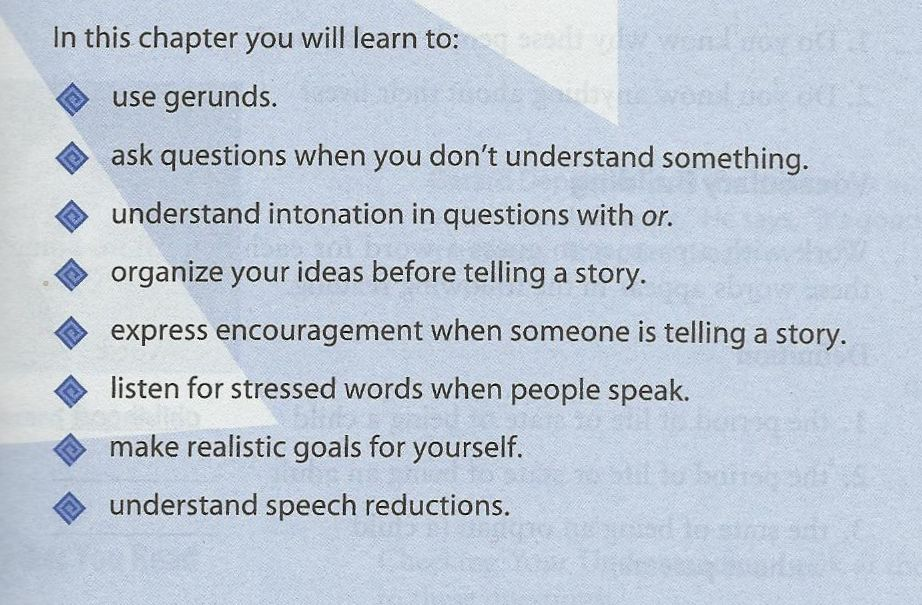 In this chapter you will learn to:
use gerunds.
ask questions when you don't understand something.
understand intonation in questions with or.
organize your ideas before telling a story.
express encouragement when someone is telling a story.
listen for stressed words when people speak.
make realistic goals for yourself.
understand speech reductions.